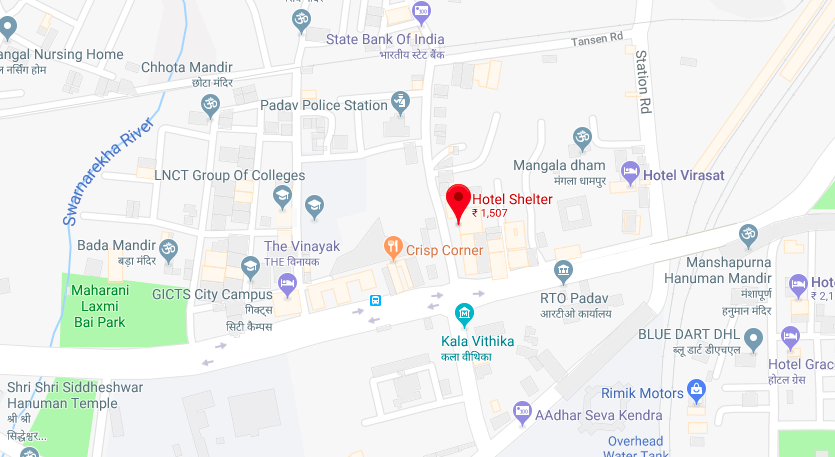 State Bank Of India
भारतीय स्टेट बैंक
Tansen Rd
angal Nursing Home
ल नर्सिंग होम
Chhota Mandir
छोटा मंदिर
Station Rd
Padav Police Station
Swarnarekha River
Mangala dham
मंगला धामपुर
Hotel Virasat
LNCT Group Of Colleges
Hotel Shelter
₹ 1,507
Bada Mandir
बड़ा मंदिर
The Vinayak
THE विनायक
Crisp Corner
Manshapurna
Hanuman Mandir
मंशापूर्ण
हनुमान मंदिर
Maharani
Laxmi
Bai Park
GICTS City Campus
गिक्ट्स
सिटी कैम्पस
RTO Padav
आरटीओ कार्यालय
Hote
₹ 2,1
Kala Vithika
कला वीथिका
BLUE DART DHL
ब्लू डार्ट डीएचएल
Hotel Grac
होटल ग्रेस
Shri Shri Siddheshwar
Hanuman Temple
श्री श्री
सिद्धेश्वर...
Rimik Motors
AAdhar Seva Kendra
Overhead
Water Tank